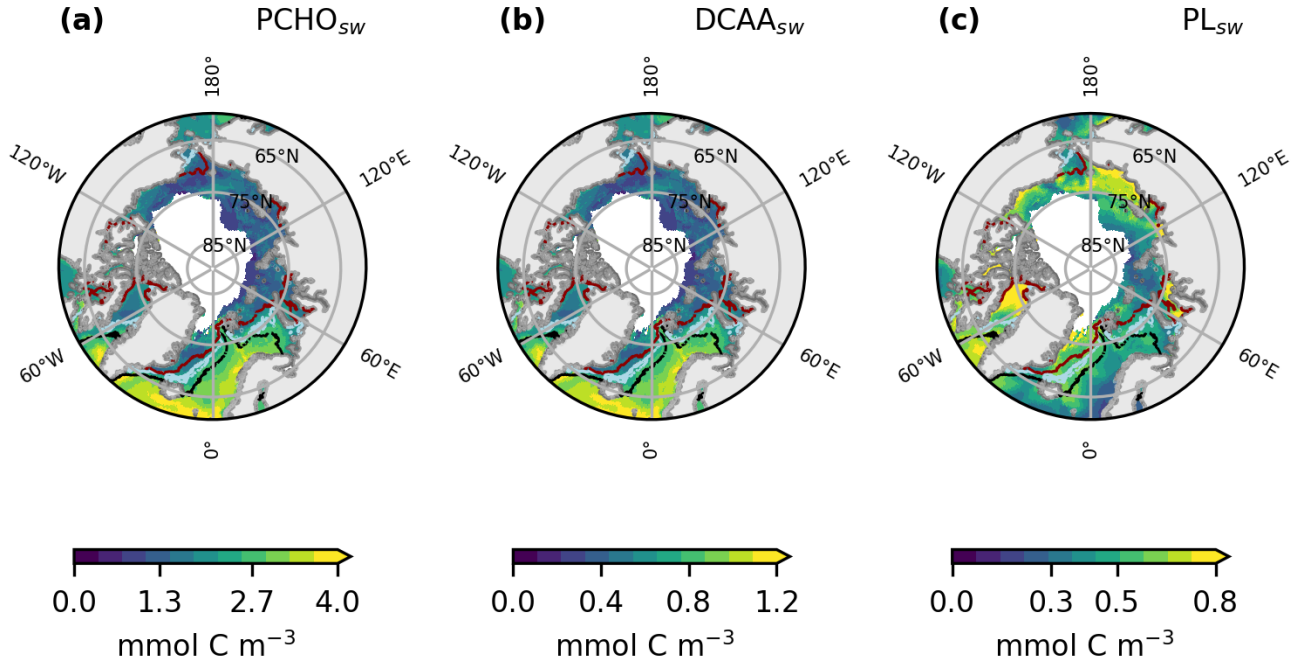 (a) PCHO_sw
180°
120°W
65°N
120°E
75°N
85°N
60°W
60°E
0°
0.0 1.3 2.7 4.0
mmol C m⁻³
(b) DCAA_sw
180°
120°W
65°N
120°E
75°N
85°N
60°W
60°E
0°
0.0 0.4 0.8 1.2
mmol C m⁻³
(c) PL_sw
180°
120°W
65°N
120°E
75°N
85°N
60°W
60°E
0°
0.0 0.3 0.5 0.8
mmol C m⁻³